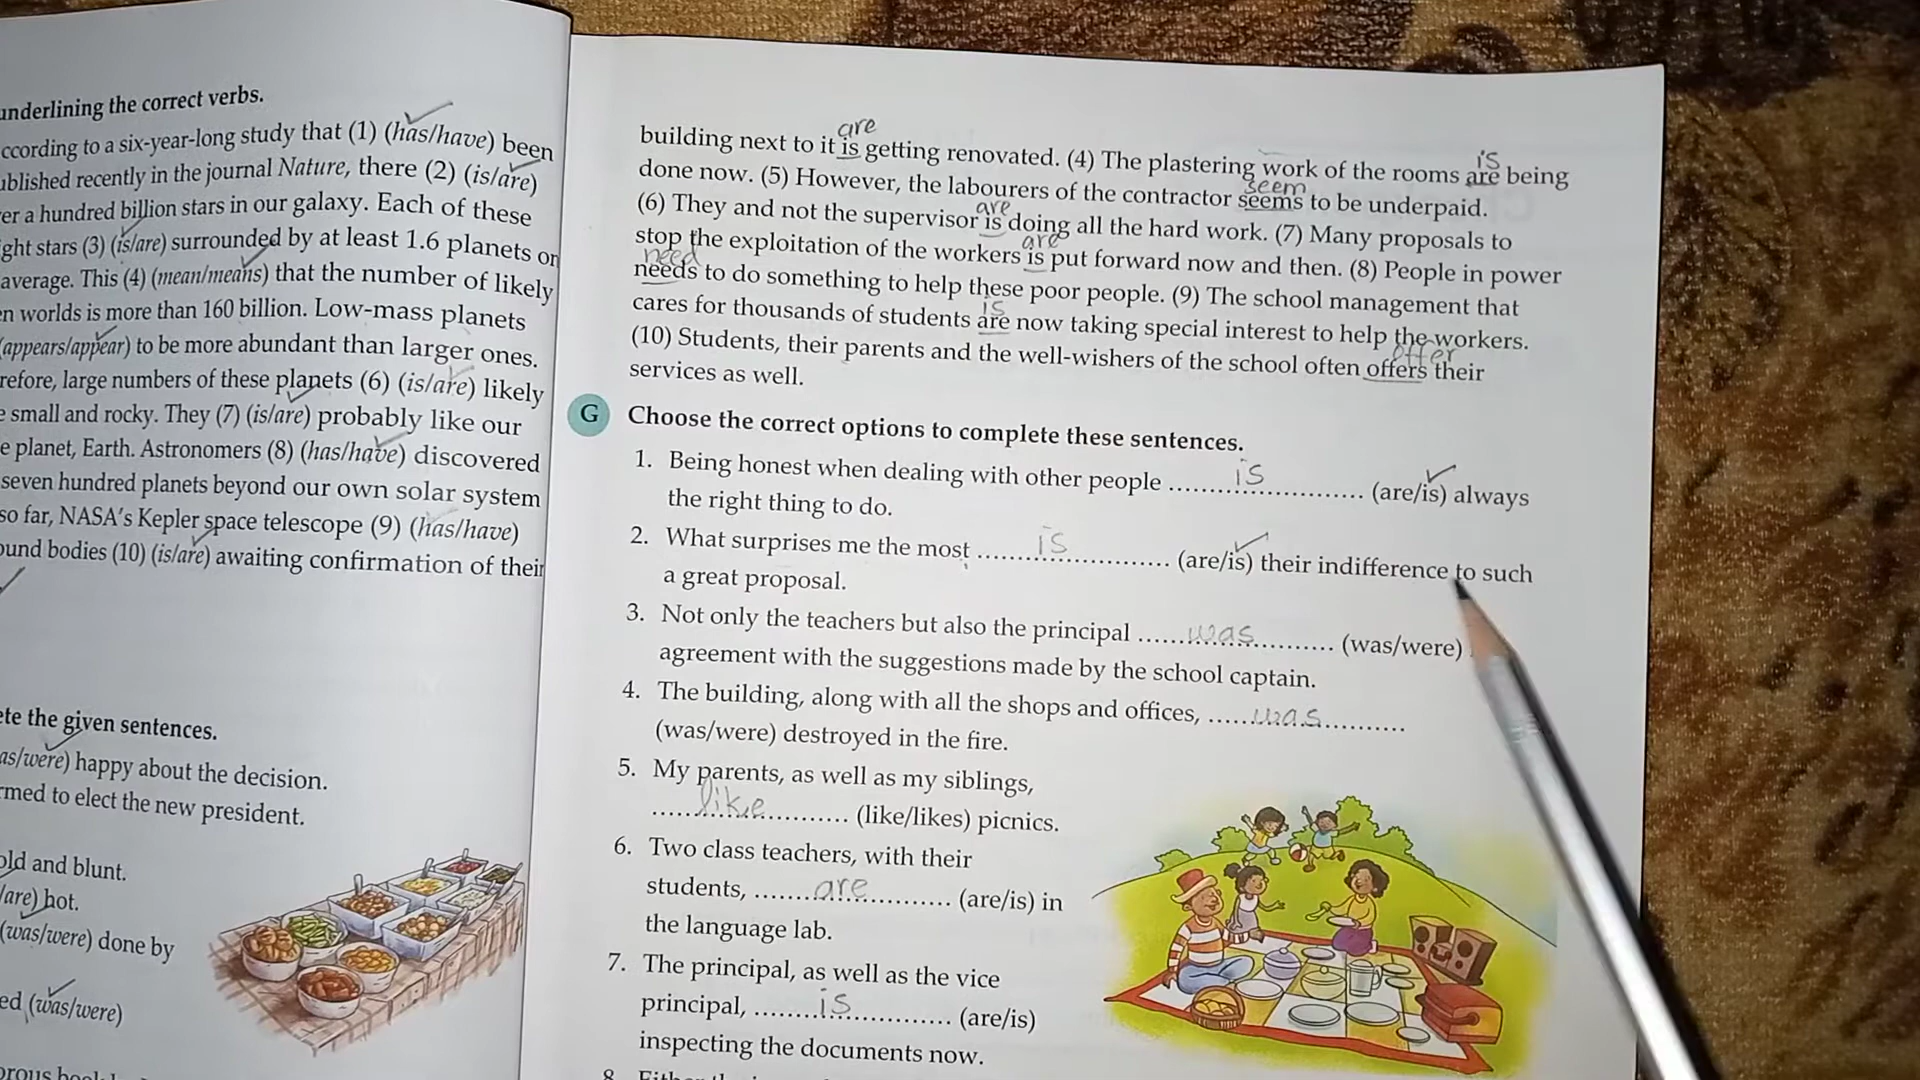 underlining the correct verbs.
ccording to a six-year-long study that (1) (has/have) been
ublished recently in the journal Nature, there (2) (is/are)
er a hundred billion stars in our galaxy. Each of these
ght stars (3) (is/are) surrounded by at least 1.6 planets on
average. This (4) (mean/means) that the number of likely
n worlds is more than 160 billion. Low-mass planets
(appears/appear) to be more abundant than larger ones.
refore, large numbers of these planets (6) (is/are) likely
e small and rocky. They (7) (is/are) probably like our
e planet, Earth. Astronomers (8) (has/have) discovered
seven hundred planets beyond our own solar system
so far, NASA's Kepler space telescope (9) (has/have)
ound bodies (10) (is/are) awaiting confirmation of their
ete the given sentences.
as/were) happy about the decision.
rmed to elect the new president.
old and blunt.
/are) hot.
(was/were) done by
ed (was/were)
are
building next to it is getting renovated. (4) The plastering work of the rooms are being
is
done now. (5) However, the labourers of the contractor seems to be underpaid.
seem
(6) They and not the supervisor is doing all the hard work. (7) Many proposals to
are
stop the exploitation of the workers is put forward now and then. (8) People in power
are
need
needs to do something to help these poor people. (9) The school management that
cares for thousands of students are now taking special interest to help the workers.
is
(10) Students, their parents and the well-wishers of the school often offers their
offer
services as well.
G Choose the correct options to complete these sentences.
1. Being honest when dealing with other people ..... is ..... (are/is) always
the right thing to do.
2. What surprises me the most ..... is ..... (are/is) their indifference to such
a great proposal.
3. Not only the teachers but also the principal ..... was ..... (was/were)
agreement with the suggestions made by the school captain.
4. The building, along with all the shops and offices, ..... was .....
(was/were) destroyed in the fire.
5. My parents, as well as my siblings,
..... like ..... (like/likes) picnics.
6. Two class teachers, with their
students, ..... are ..... (are/is) in
the language lab.
7. The principal, as well as the vice
principal, ..... is ..... (are/is)
inspecting the documents now.
8.